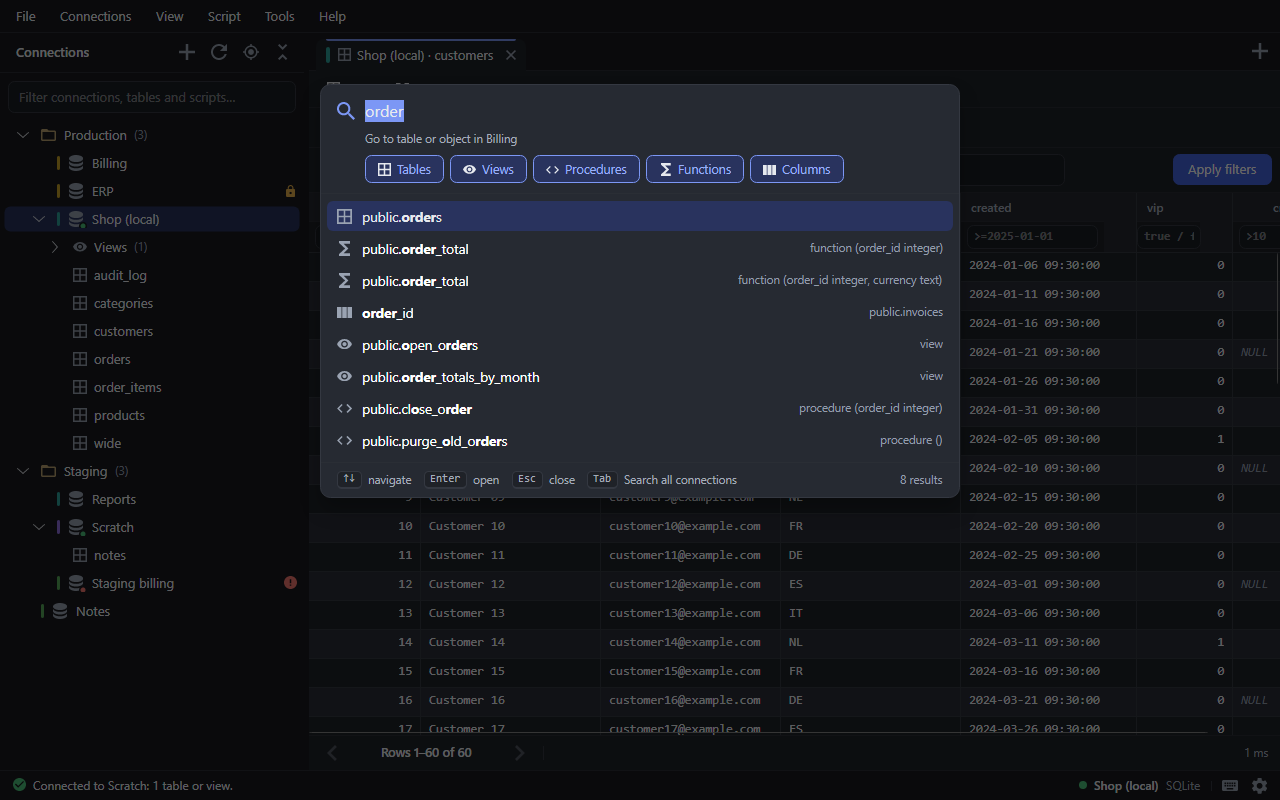 File Connections View Script Tools Help
Connections
Shop (local) · customers
Filter connections, tables and scripts...
Production (3)
Billing
ERP
Shop (local)
Views (1)
audit_log
categories
customers
orders
order_items
products
wide
Staging (3)
Reports
Scratch
notes
Staging billing
Notes
order
Go to table or object in Billing
Tables Views Procedures Functions Columns
public.orders
public.order_total function (order_id integer)
public.order_total function (order_id integer, currency text)
order_id public.invoices
public.open_orders view
public.order_totals_by_month view
public.close_order procedure (order_id integer)
public.purge_old_orders procedure ()
↑↓ navigate Enter open Esc close Tab Search all connections 8 results
Apply filters
created vip
>=2025-01-01 true / f >10
2024-01-06 09:30:00 0
2024-01-11 09:30:00 0
2024-01-16 09:30:00 0
2024-01-21 09:30:00 0 NULL
2024-01-26 09:30:00 0
2024-01-31 09:30:00 0
2024-02-05 09:30:00 1
2024-02-10 09:30:00 0 NULL
2024-02-15 09:30:00 0
10 Customer 10 customer10@example.com FR 2024-02-20 09:30:00 0
11 Customer 11 customer11@example.com DE 2024-02-25 09:30:00 0
12 Customer 12 customer12@example.com ES 2024-03-01 09:30:00 0 NULL
13 Customer 13 customer13@example.com IT 2024-03-06 09:30:00 0
14 Customer 14 customer14@example.com NL 2024-03-11 09:30:00 1
15 Customer 15 customer15@example.com FR 2024-03-16 09:30:00 0
16 Customer 16 customer16@example.com DE 2024-03-21 09:30:00 0 NULL
17 Customer 17 customer17@example.com ES 2024-03-26 09:30:00 0
Rows 1–60 of 60 1 ms
Connected to Scratch: 1 table or view. Shop (local) SQLite